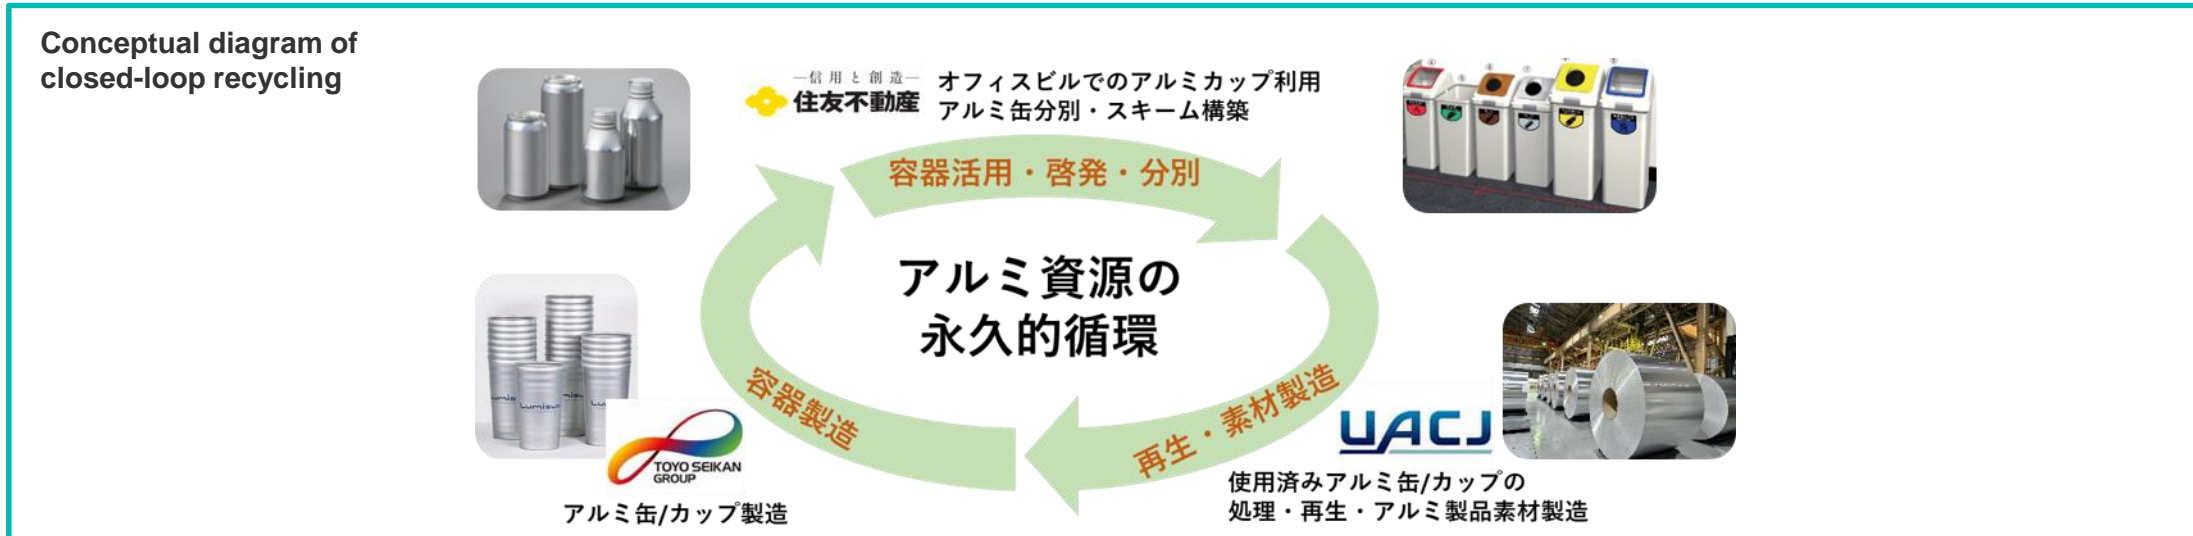 Conceptual diagram of
closed-loop recycling
―信用と創造―
住友不動産
オフィスビルでのアルミカップ利用
アルミ缶分別・スキーム構築
容器活用・啓発・分別
アルミ資源の
永久的循環
容器製造
再生・素材製造
Lumisus
TOYO SEIKAN
GROUP
アルミ缶/カップ製造
UACJ
使用済みアルミ缶/カップの
処理・再生・アルミ製品素材製造